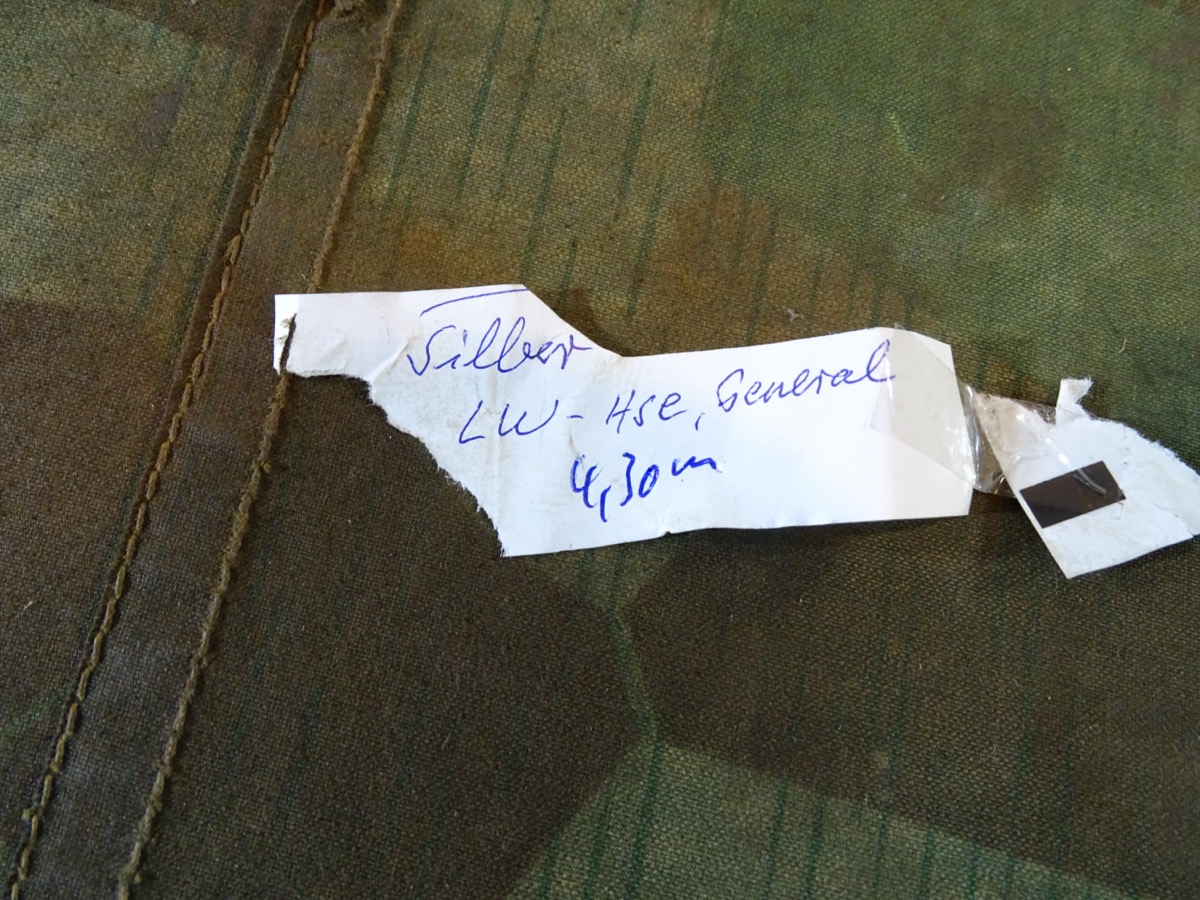 Silber
LW - Hse, General
4,30m